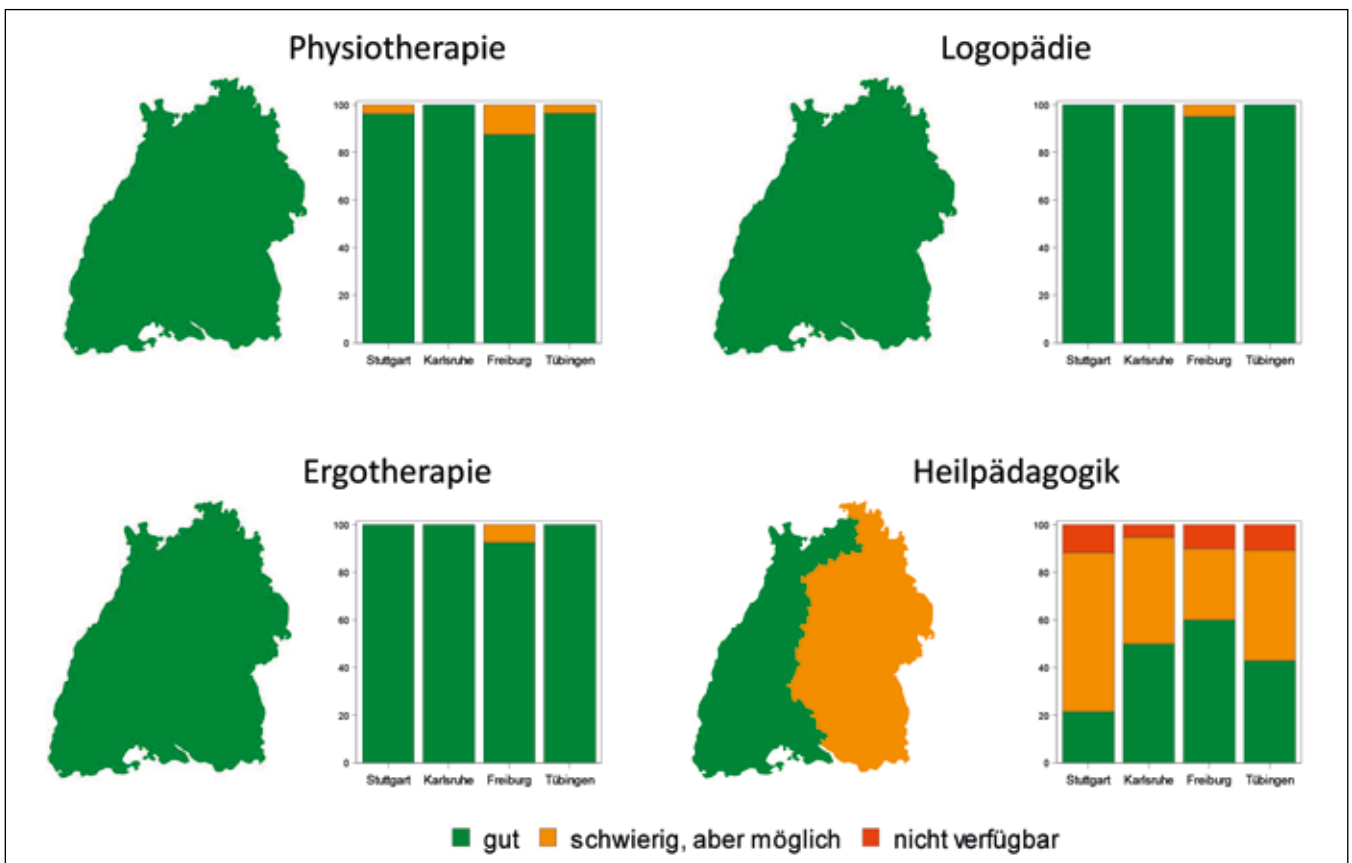 Physiotherapie
100
80
60
40
20
0
Stuttgart Karlsruhe Freiburg Tübingen
Logopädie
100
80
60
40
20
0
Stuttgart Karlsruhe Freiburg Tübingen
Ergotherapie
100
80
60
40
20
0
Stuttgart Karlsruhe Freiburg Tübingen
Heilpädagogik
100
80
60
40
20
0
Stuttgart Karlsruhe Freiburg Tübingen
gut schwierig, aber möglich nicht verfügbar